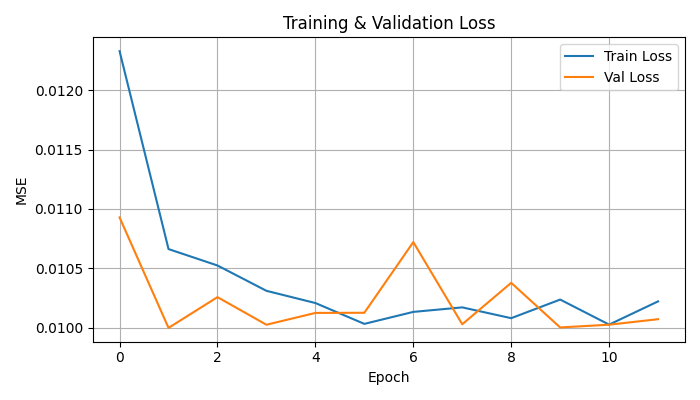 Training & Validation Loss
Train Loss
Val Loss
0.0120
0.0115
0.0110
0.0105
0.0100
MSE
0 2 4 6 8 10
Epoch